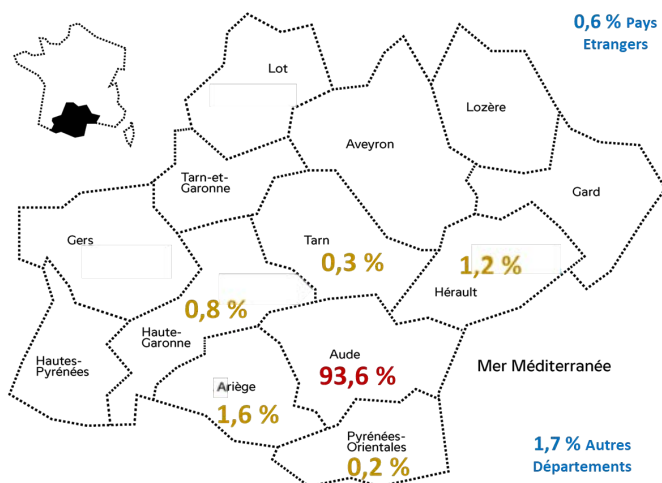 0,6 % Pays
Etrangers
Lot
Lozère
Aveyron
Tarn-et-
Garonne
Gard
Gers
Tarn
0,3 %
1,2 %
Hérault
0,8 %
Haute-
Garonne
Hautes-
Pyrénées
Aude
93,6 %
Mer Méditerranée
Ariège
1,6 %
Pyrénées-
Orientales
0,2 %
1,7 % Autres
Départements